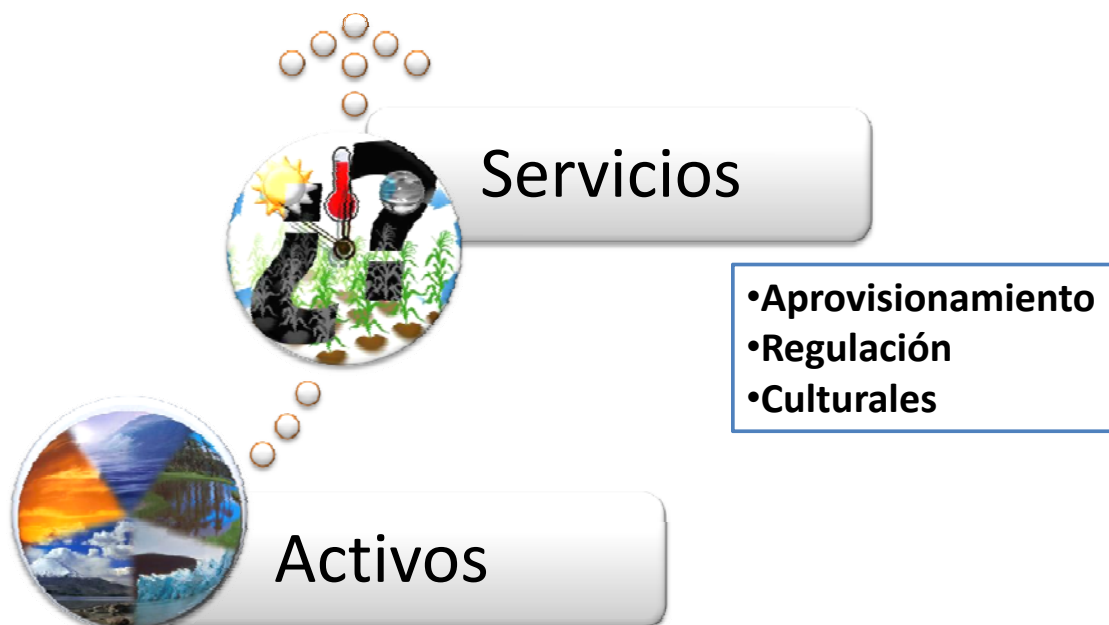 Servicios
•Aprovisionamiento
•Regulación
•Culturales
Activos